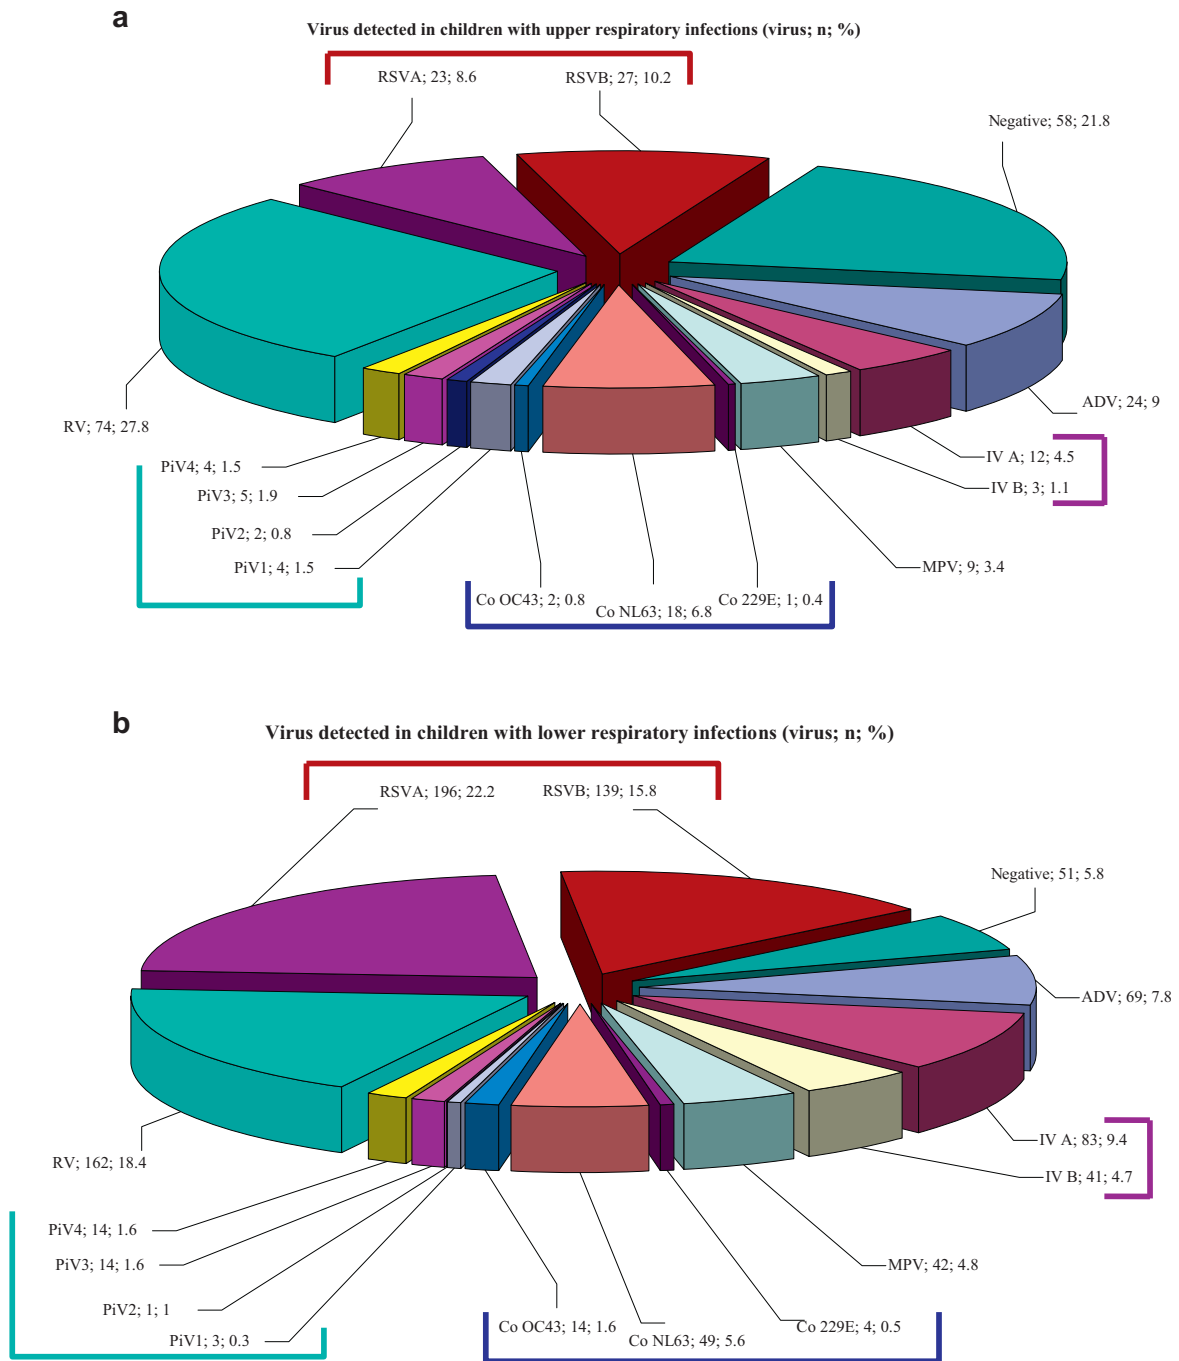 a
Virus detected in children with upper respiratory infections (virus; n; %)
RSVA; 23; 8.6
RSVB; 27; 10.2
Negative; 58; 21.8
ADV; 24; 9
RV; 74; 27.8
IV A; 12; 4.5
PiV4; 4; 1.5
IV B; 3; 1.1
PiV3; 5; 1.9
PiV2; 2; 0.8
PiV1; 4; 1.5
MPV; 9; 3.4
Co OC43; 2; 0.8
Co NL63; 18; 6.8
Co 229E; 1; 0.4
b
Virus detected in children with lower respiratory infections (virus; n; %)
RSVA; 196; 22.2
RSVB; 139; 15.8
Negative; 51; 5.8
ADV; 69; 7.8
IV A; 83; 9.4
RV; 162; 18.4
IV B; 41; 4.7
PiV4; 14; 1.6
PiV3; 14; 1.6
MPV; 42; 4.8
PiV2; 1; 1
PiV1; 3; 0.3
Co OC43; 14; 1.6
Co NL63; 49; 5.6
Co 229E; 4; 0.5